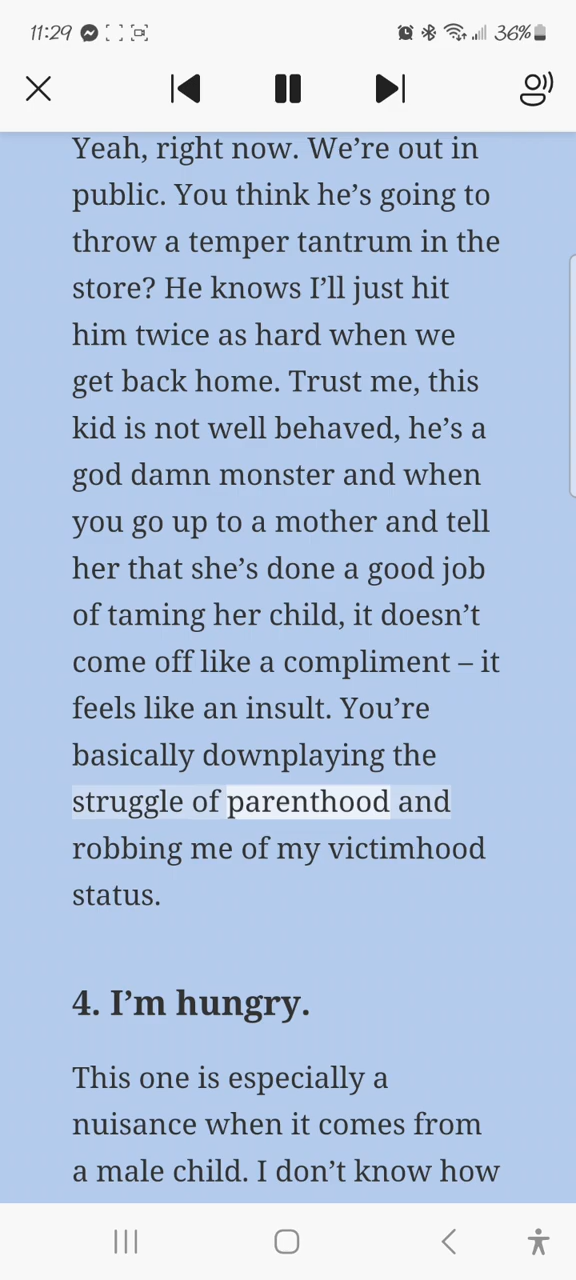 11:29 36%
Yeah, right now. We’re out in
public. You think he’s going to
throw a temper tantrum in the
store? He knows I’ll just hit
him twice as hard when we
get back home. Trust me, this
kid is not well behaved, he’s a
god damn monster and when
you go up to a mother and tell
her that she’s done a good job
of taming her child, it doesn’t
come off like a compliment – it
feels like an insult. You’re
basically downplaying the
struggle of parenthood and
robbing me of my victimhood
status.
4. I’m hungry.
This one is especially a
nuisance when it comes from
a male child. I don’t know how